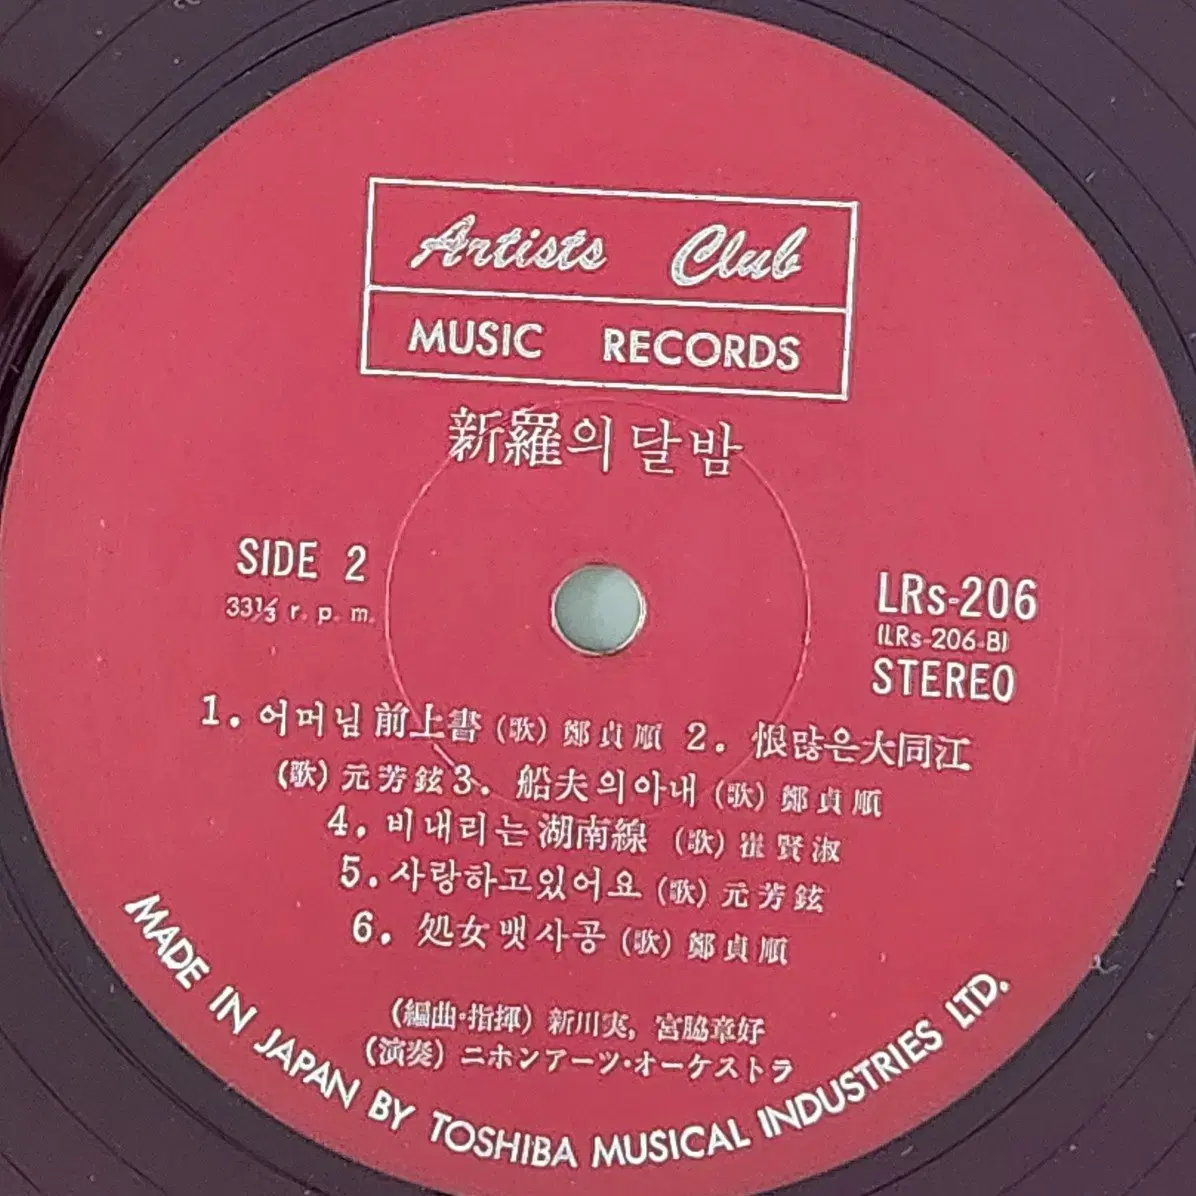 Artists Club
MUSIC RECORDS
新羅의 달밤
SIDE 2
33⅓ r. p. m.
LRs-206
(LRs-206-B)
STEREO
1. 어머님 前上書 (歌) 鄭貞順 2. 恨많은大同江
(歌) 元芳鉉 3. 船夫의아내 (歌) 鄭貞順
4. 비내리는湖南線 (歌) 崔賢淑
5. 사랑하고있어요 (歌) 元芳鉉
6. 処女뱃사공 (歌) 鄭貞順
(編曲・指揮) 新川実, 宮脇章好
(演奏) ニホンアーツ・オーケストラ
MADE IN JAPAN BY TOSHIBA MUSICAL INDUSTRIES LTD.